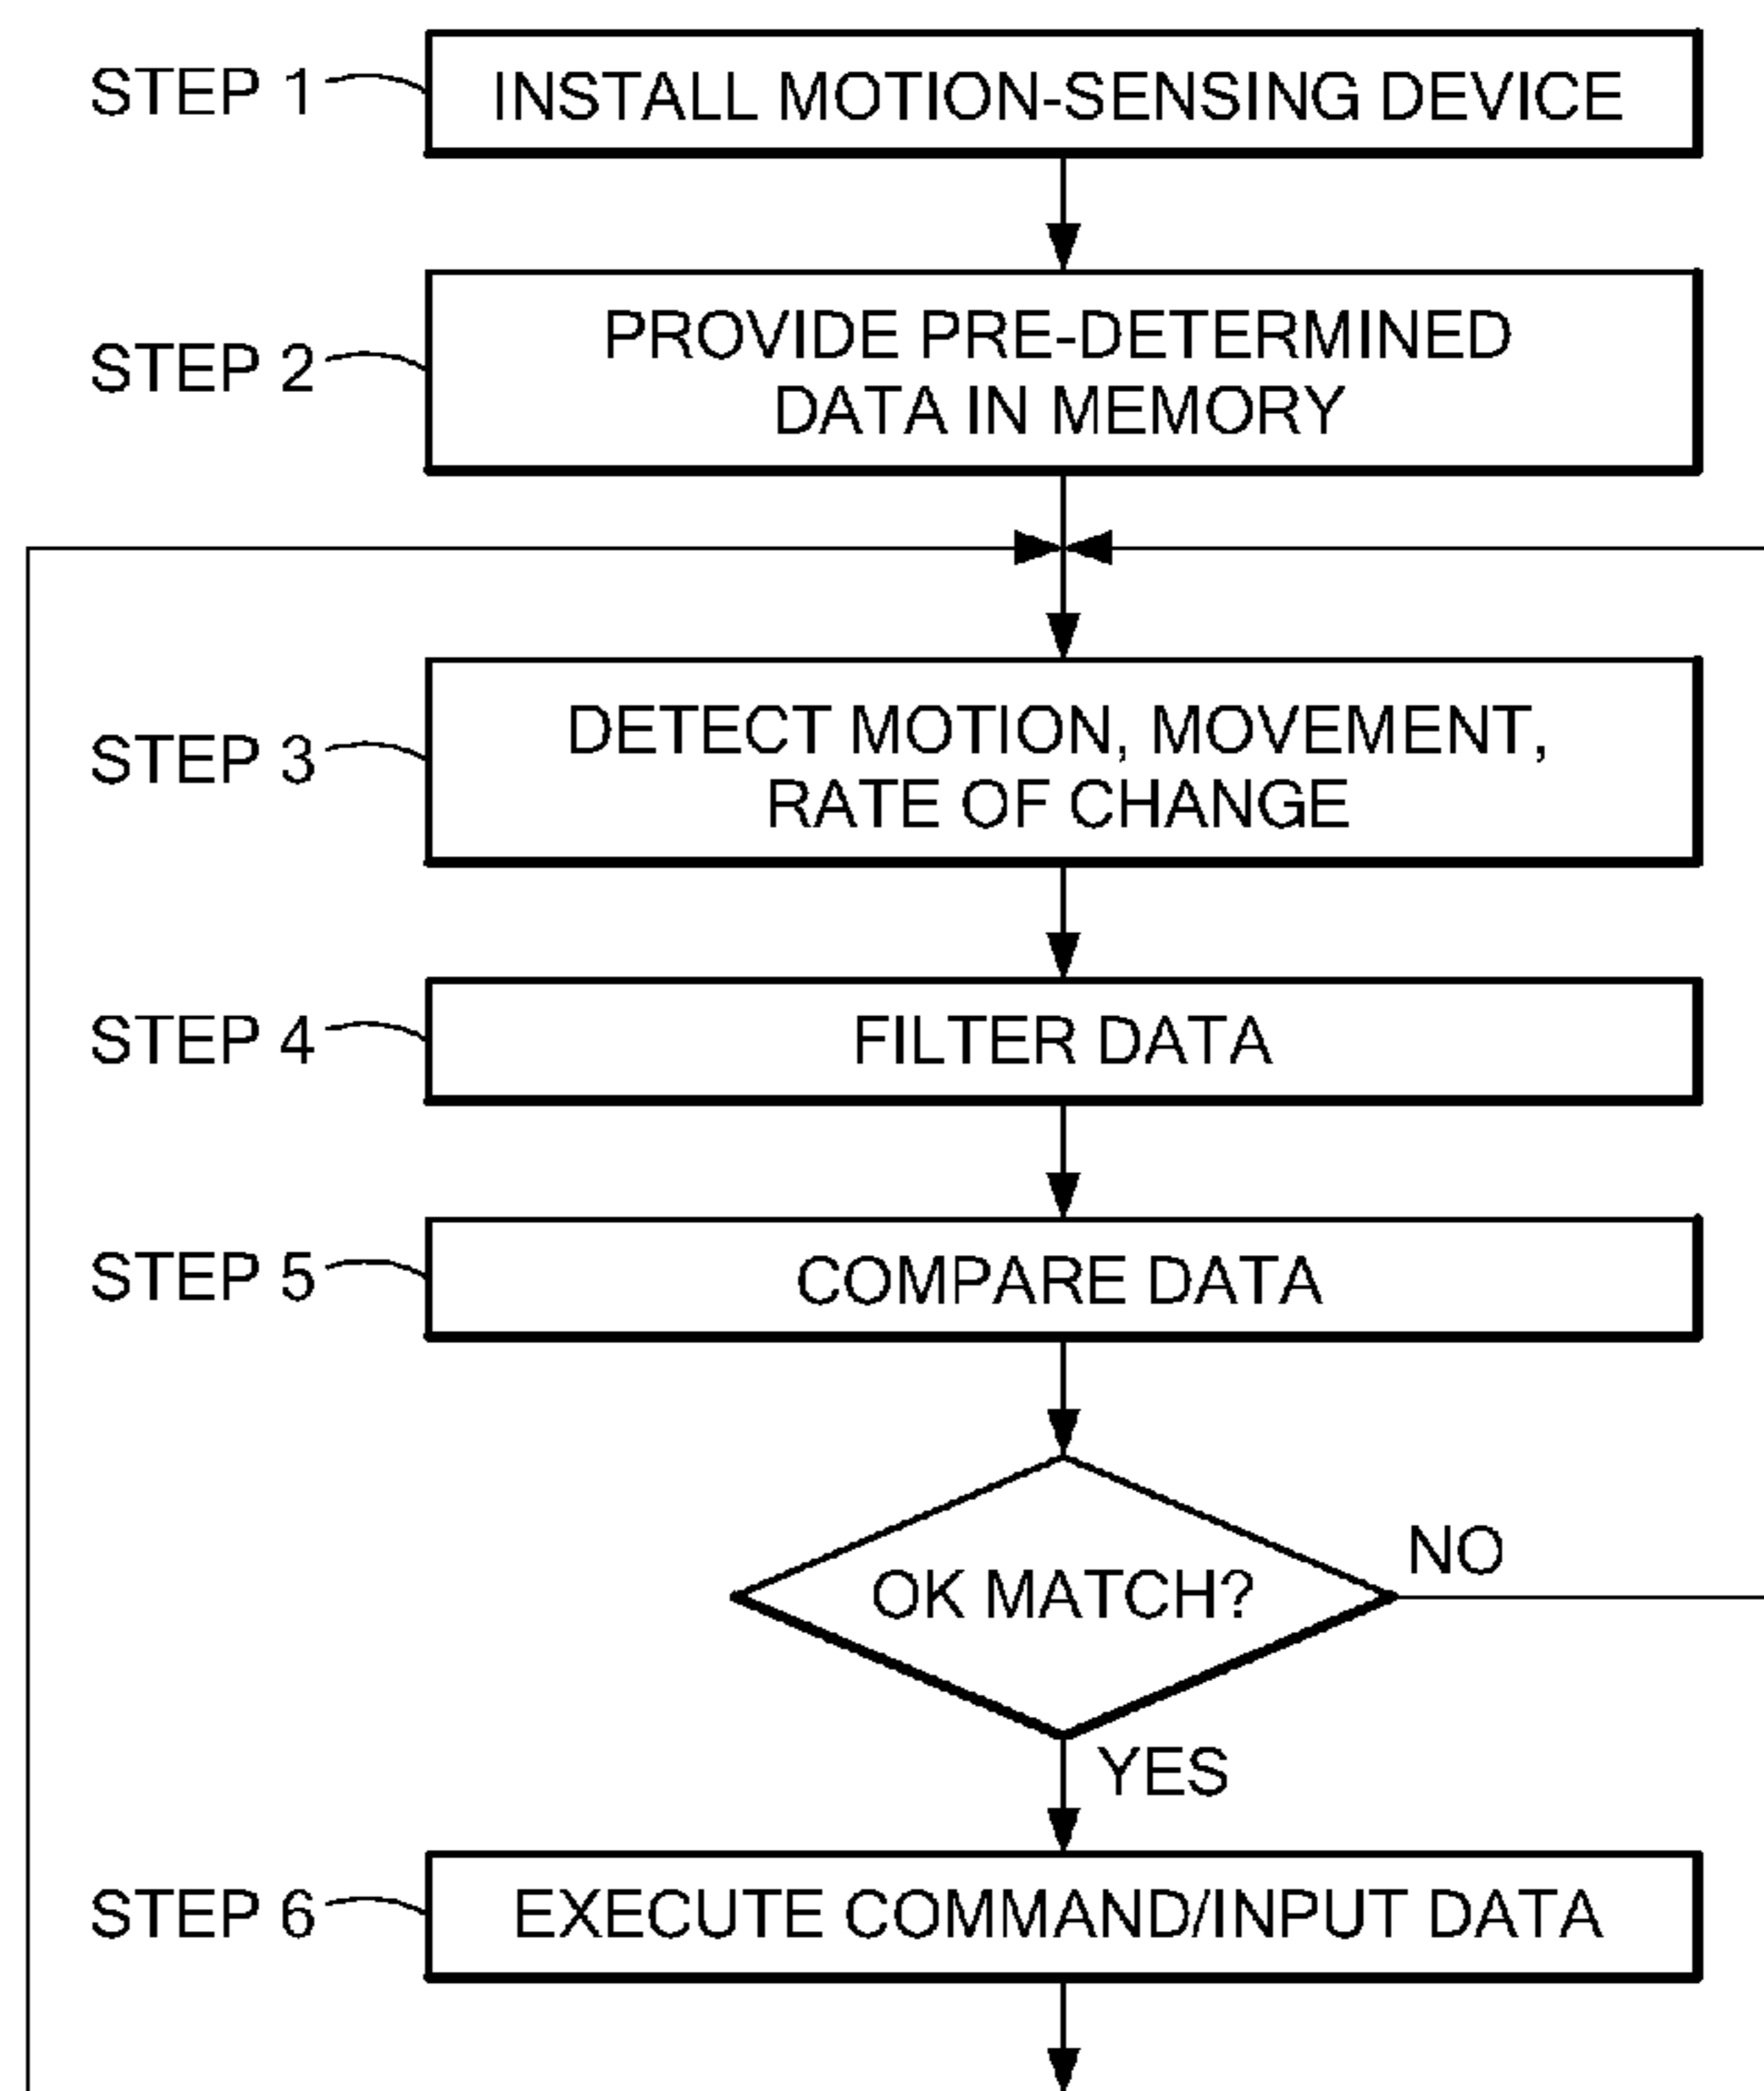 STEP 1
INSTALL MOTION-SENSING DEVICE
STEP 2
PROVIDE PRE-DETERMINED
DATA IN MEMORY
STEP 3
DETECT MOTION, MOVEMENT,
RATE OF CHANGE
STEP 4
FILTER DATA
STEP 5
COMPARE DATA
OK MATCH?
NO
YES
STEP 6
EXECUTE COMMAND/INPUT DATA